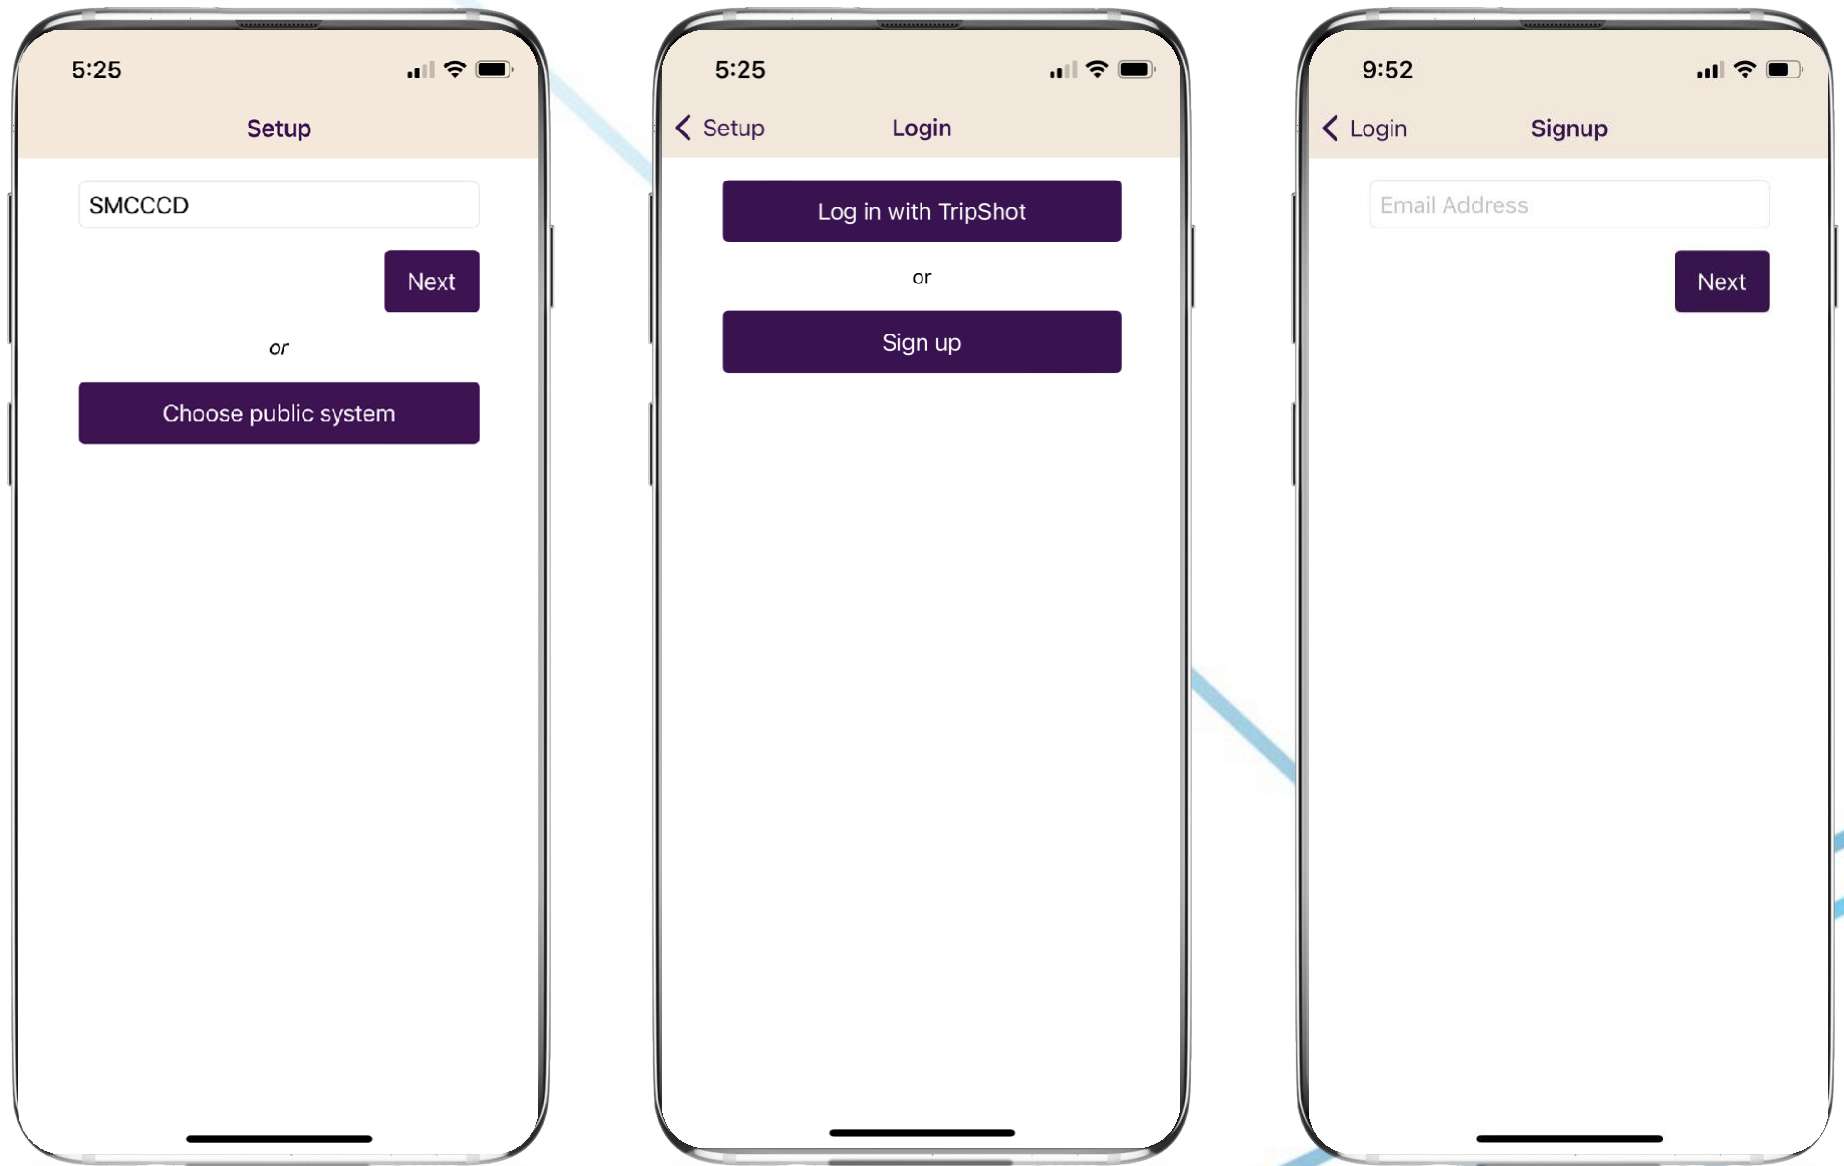 5:25
Setup
SMCCCD
Next
or
Choose public system
5:25
Setup
Login
Log in with TripShot
or
Sign up
9:52
Login
Signup
Email Address
Next